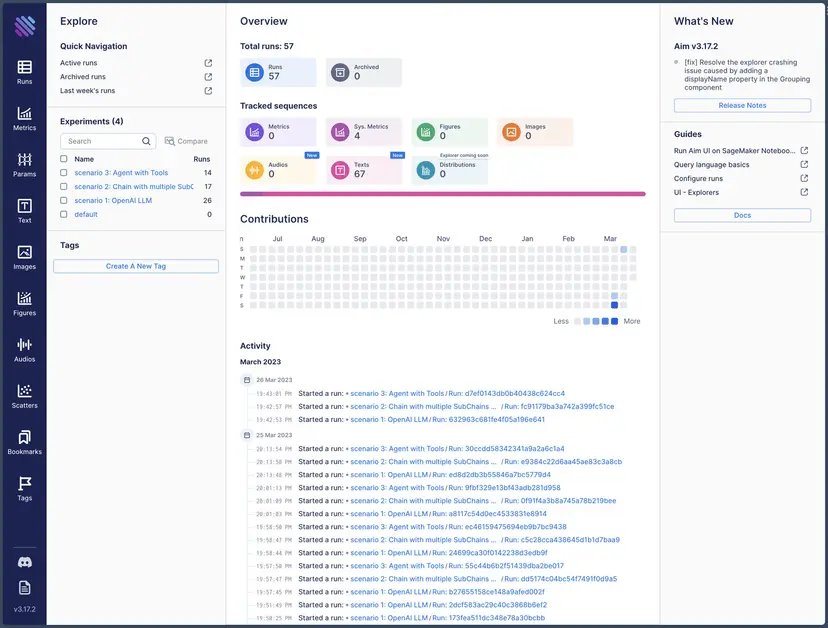 Runs
Metrics
Params
Text
Images
Figures
Audios
Scatters
Bookmarks
Tags
v3.17.2
Explore
Quick Navigation
Active runs
Archived runs
Last week's runs
Experiments (4)
Search
Compare
Name Runs
scenario 3: Agent with Tools 14
scenario 2: Chain with multiple SubC 17
scenario 1: OpenAI LLM 26
default 0
Tags
Create A New Tag
Overview
Total runs: 57
Runs
57
Archived
0
Tracked sequences
Metrics
0
Sys. Metrics
4
Figures
0
Images
0
Audios
0
New
Texts
67
New
Explorer coming soon
Distributions
0
Contributions
n Jul Aug Sep Oct Nov Dec Jan Feb Mar
S
M
T
W
T
F
S
Less More
Activity
March 2023
26 Mar 2023
19:43:01 PM Started a run: • scenario 3: Agent with Tools / Run: d7ef0143db0b40438c624cc4
19:42:57 PM Started a run: • scenario 2: Chain with multiple SubChains ... / Run: fc91179ba3a742a399fc51ce
19:42:53 PM Started a run: • scenario 1: OpenAI LLM / Run: 632963c681fe4f05a196e641
25 Mar 2023
20:13:54 PM Started a run: • scenario 3: Agent with Tools / Run: 30ccdd58342341a9a2a6c1a4
20:13:50 PM Started a run: • scenario 2: Chain with multiple SubChains ... / Run: e9384c22d6aa45ae83c3a8cb
20:13:46 PM Started a run: • scenario 1: OpenAI LLM / Run: ed8d2db3b55846a7bc5779d4
20:01:13 PM Started a run: • scenario 3: Agent with Tools / Run: 9fbf329e13bf43adb281d958
20:01:09 PM Started a run: • scenario 2: Chain with multiple SubChains ... / Run: 0f91f4a3b8a745a78b219bee
20:01:03 PM Started a run: • scenario 1: OpenAI LLM / Run: a8117c54d0ec4533831e8914
19:58:50 PM Started a run: • scenario 3: Agent with Tools / Run: ec46159475694eb9b7bc9438
19:58:47 PM Started a run: • scenario 2: Chain with multiple SubChains ... / Run: c5c28cca438645d1b1d7baa9
19:58:44 PM Started a run: • scenario 1: OpenAI LLM / Run: 24699ca30f0142238d3edb9f
19:57:50 PM Started a run: • scenario 3: Agent with Tools / Run: 55c44b6b2f51439dba2be017
19:57:47 PM Started a run: • scenario 2: Chain with multiple SubChains ... / Run: dd5174c04bc54f7491f0d9a5
19:57:45 PM Started a run: • scenario 1: OpenAI LLM / Run: b27655158ce148a9afed002f
19:51:49 PM Started a run: • scenario 1: OpenAI LLM / Run: 2dcf583ac29c40c3868b6ef2
19:50:25 PM Started a run: • scenario 1: OpenAI LLM / Run: 173fea511dc348e78a30bcbb
What's New
Aim v3.17.2
[fix] Resolve the explorer crashing
issue caused by adding a
displayName property in the Grouping
component
Release Notes
Guides
Run Aim UI on SageMaker Noteboo...
Query language basics
Configure runs
UI - Explorers
Docs